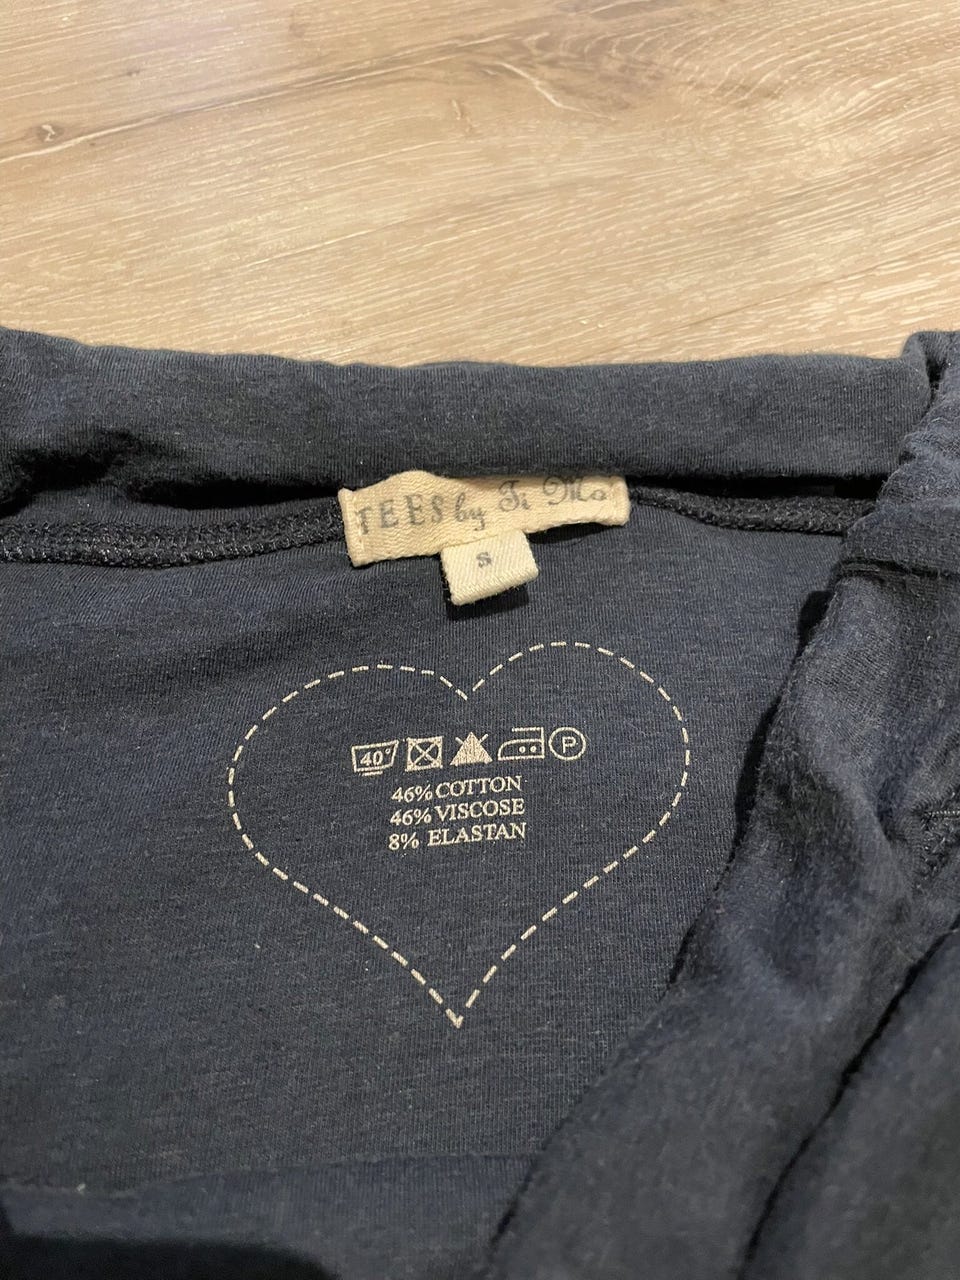 TEES by Ti Mo
S
40° P
46% COTTON
46% VISCOSE
8% ELASTAN